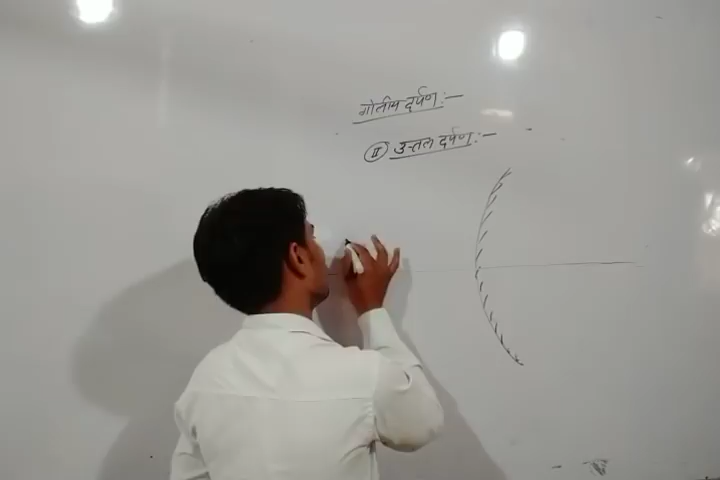 गोलीय दर्पण :-
(II) उत्तल दर्पण :-